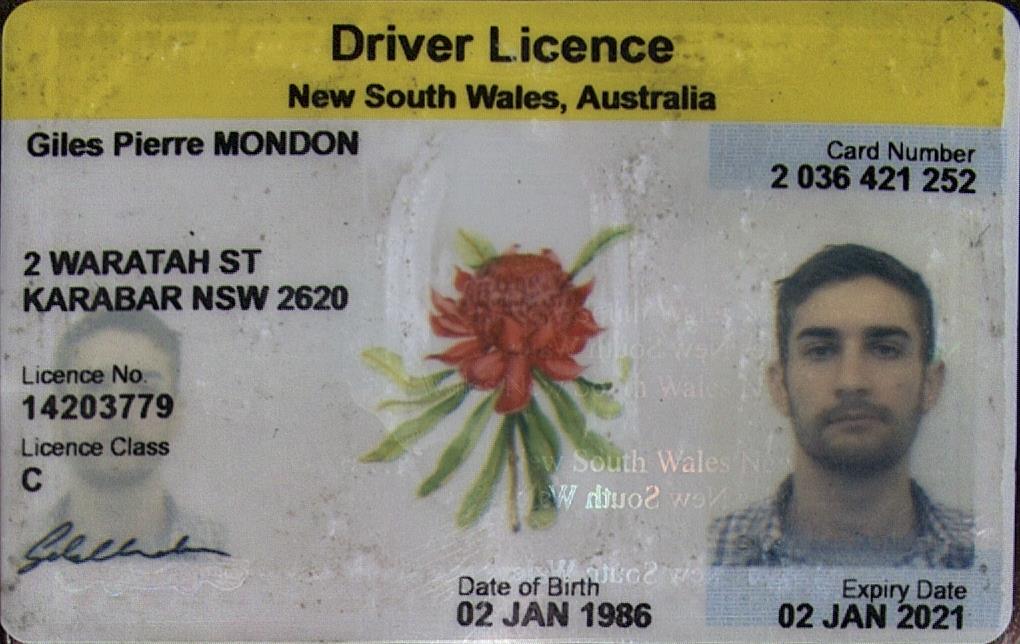 Driver Licence
New South Wales, Australia
Giles Pierre MONDON
Card Number
2 036 421 252
2 WARATAH ST
KARABAR NSW 2620
Licence No.
14203779
Licence Class
C
New South Wales
New South Wales
Date of Birth
02 JAN 1986
Expiry Date
02 JAN 2021